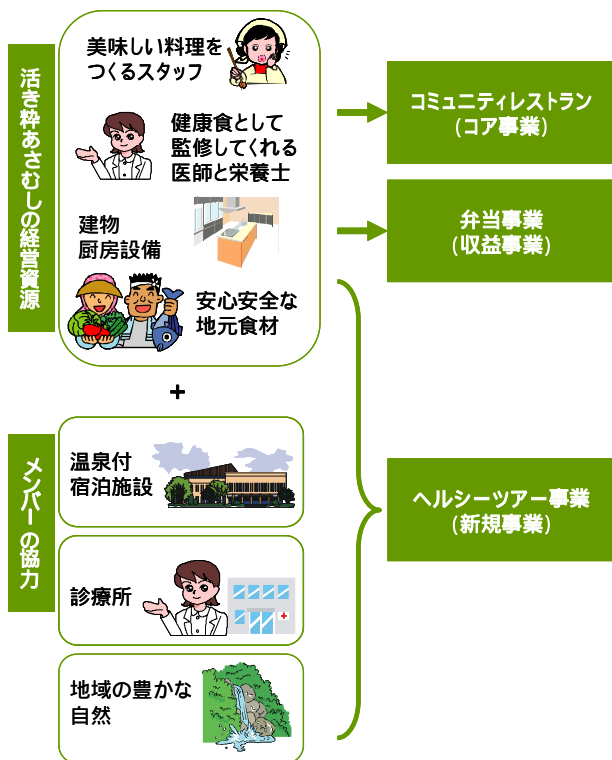 活き粋あさむしの経営資源
美味しい料理を
つくるスタッフ
健康食として
監修してくれる
医師と栄養士
建物
厨房設備
安心安全な
地元食材
コミュニティレストラン
(コア事業)
弁当事業
(収益事業)
+
メンバーの協力
温泉付
宿泊施設
診療所
地域の豊かな
自然
ヘルシーツアー事業
(新規事業)